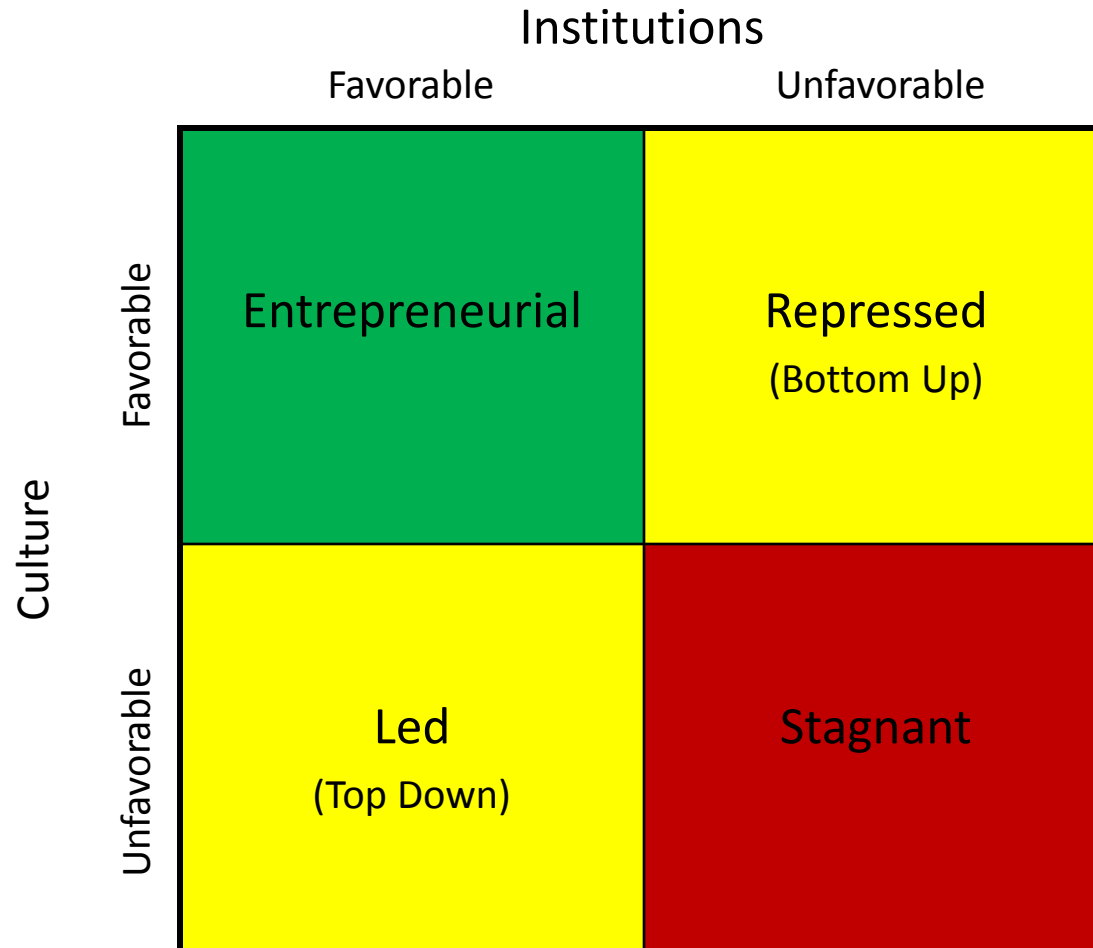 Institutions
Favorable
Unfavorable
Culture
Favorable
Entrepreneurial
Repressed
(Bottom Up)
Unfavorable
Led
(Top Down)
Stagnant